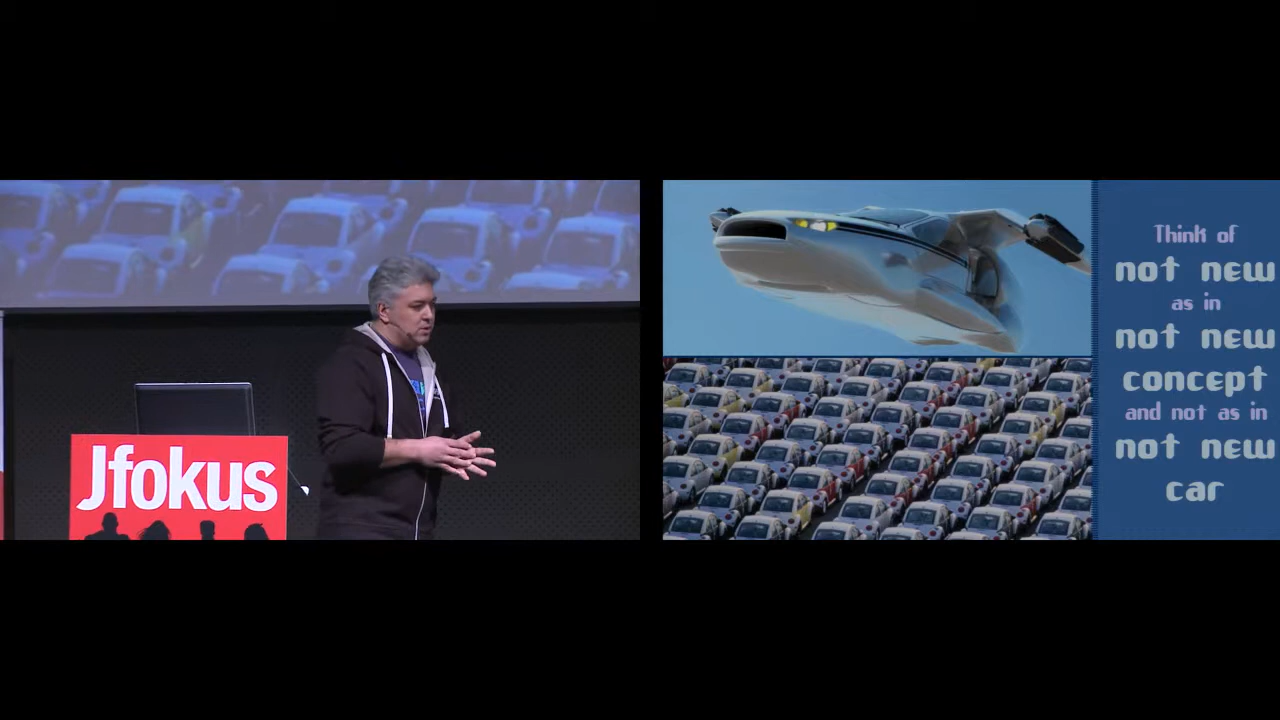 Jfokus
Think of
not new
as in
not new
concept
and not as in
not new
car